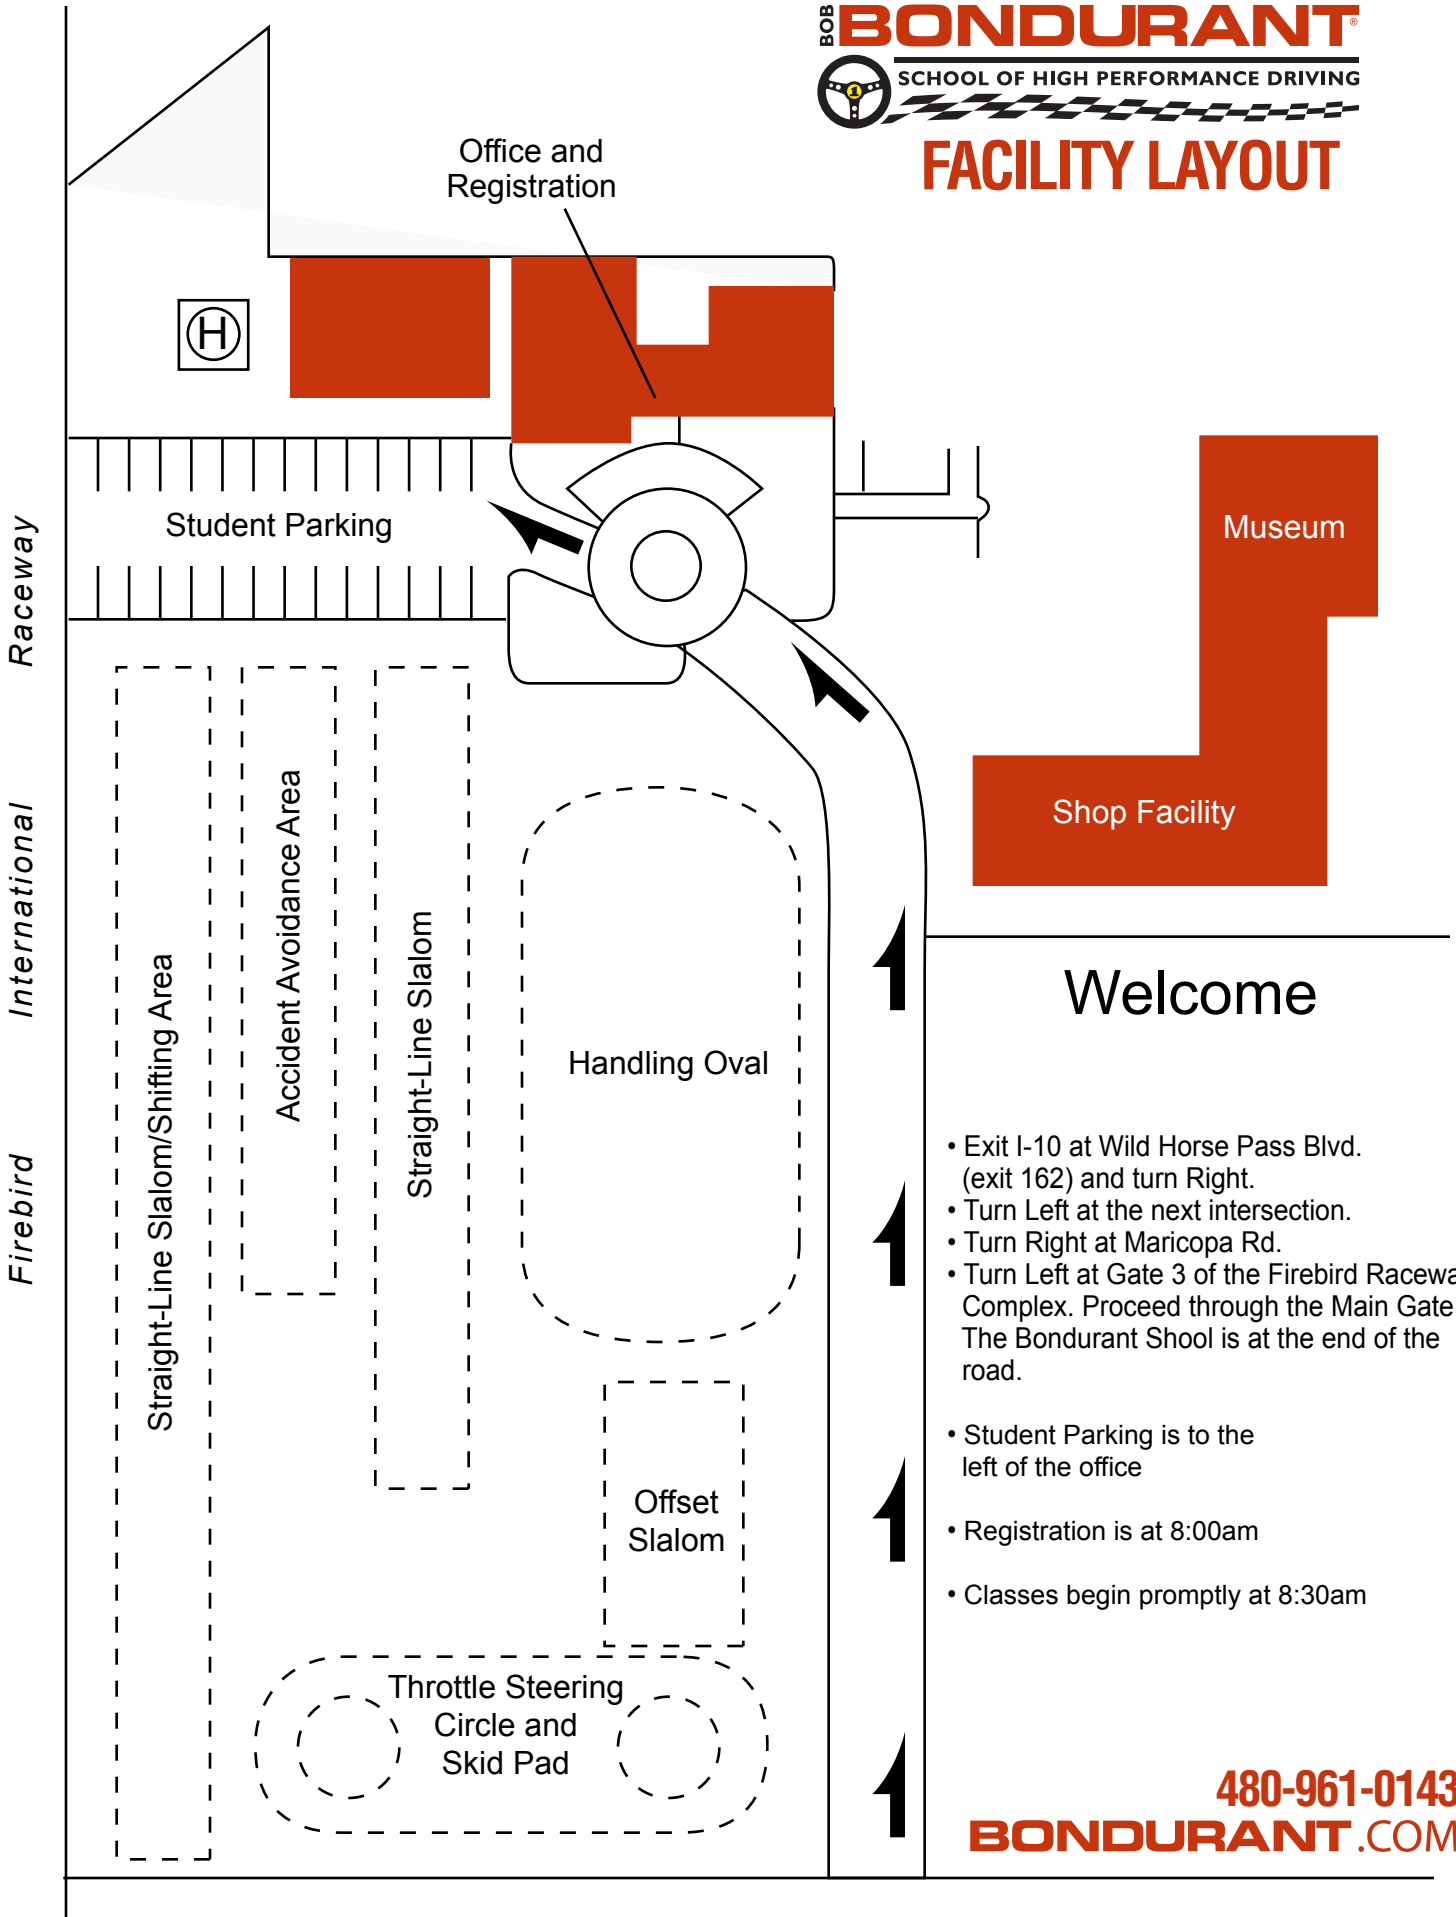 BOB
BONDURANT®
SCHOOL OF HIGH PERFORMANCE DRIVING
1
FACILITY LAYOUT
Office and
Registration
H
Student Parking
Museum
Shop Facility
Raceway
International
Firebird
Straight-Line Slalom/Shifting Area
Accident Avoidance Area
Straight-Line Slalom
Handling Oval
Offset
Slalom
Throttle Steering
Circle and
Skid Pad
Welcome
• Exit I-10 at Wild Horse Pass Blvd.
(exit 162) and turn Right.
• Turn Left at the next intersection.
• Turn Right at Maricopa Rd.
• Turn Left at Gate 3 of the Firebird Racewa
Complex. Proceed through the Main Gate
The Bondurant Shool is at the end of the
road.
• Student Parking is to the
left of the office
• Registration is at 8:00am
• Classes begin promptly at 8:30am
480-961-0143
BONDURANT.COM